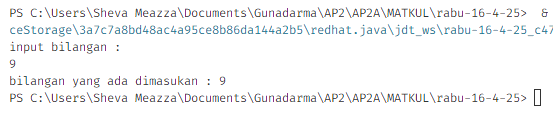 PS C:\Users\Sheva Meazza\Documents\Gunadarma\AP2\AP2A\MATKUL\rabu-16-4-25>  &
ceStorage\3a7c7a8bd48ac4a95ce8b86da144a2b5\redhat.java\jdt_ws\rabu-16-4-25_c47
input bilangan :
9
bilangan yang ada dimasukan : 9
PS C:\Users\Sheva Meazza\Documents\Gunadarma\AP2\AP2A\MATKUL\rabu-16-4-25>